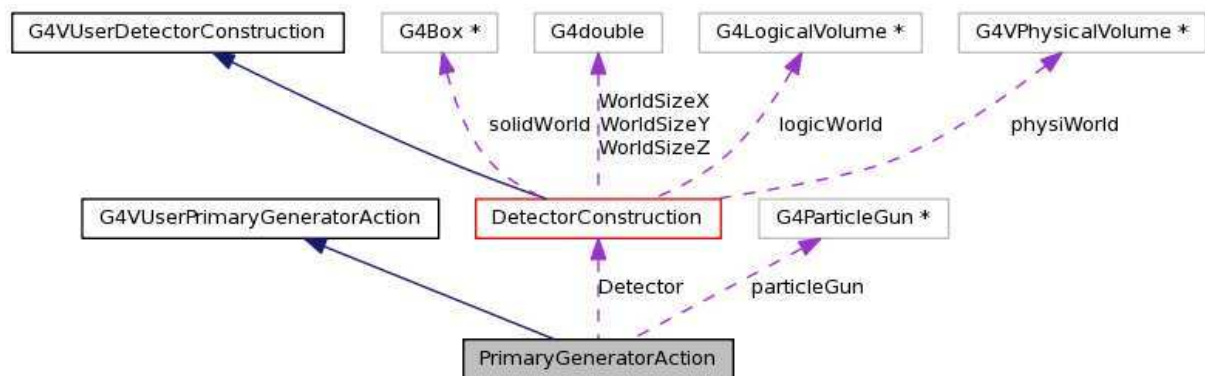 G4VUserDetectorConstruction
G4Box *
G4double
G4LogicalVolume *
G4VPhysicalVolume *
solidWorld
WorldSizeX
WorldSizeY
WorldSizeZ
logicWorld
physiWorld
G4VUserPrimaryGeneratorAction
DetectorConstruction
G4ParticleGun *
Detector
particleGun
PrimaryGeneratorAction